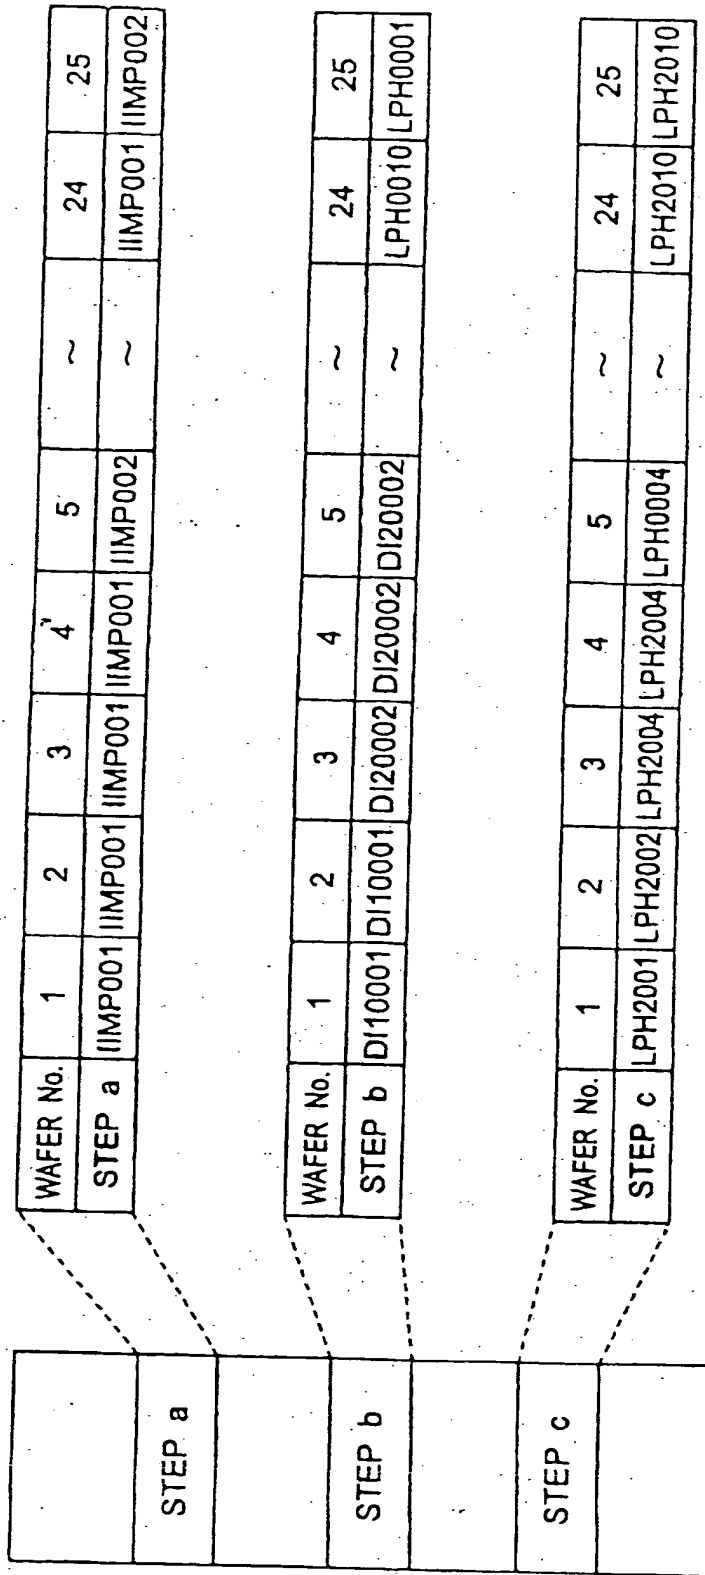 STEP a
WAFER No. 1 2 3 4 5 ~ 24 25
STEP a IIMP001 IIMP001 IIMP001 IIMP001 IIMP002 ~ IIMP001 IIMP002
STEP b
WAFER No. 1 2 3 4 5 ~ 24 25
STEP b DI10001 DI10001 DI20002 DI20002 DI20002 ~ LPH0010 LPH0001
STEP c
WAFER No. 1 2 3 4 5 ~ 24 25
STEP c LPH2001 LPH2002 LPH2004 LPH2004 LPH0004 ~ LPH2010 LPH2010